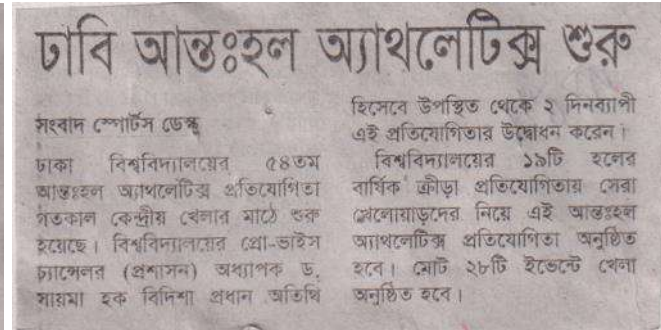 ঢাবি আন্তঃহল অ্যাথলেটিক্স শুরু
সংবাদ স্পোর্টস ডেস্ক
ঢাকা বিশ্ববিদ্যালয়ের ৫৪তম
আন্তঃহল অ্যাথলেটিক্স প্রতিযোগিতা
গতকাল কেন্দ্রীয় খেলার মাঠে শুরু
হয়েছে। বিশ্ববিদ্যালয়ের প্রো-ভাইস
চ্যান্সেলর (প্রশাসন) অধ্যাপক ড.
সায়মা হক বিদিশা প্রধান অতিথি
হিসেবে উপস্থিত থেকে ২ দিনব্যাপী
এই প্রতিযোগিতার উদ্বোধন করেন।
বিশ্ববিদ্যালয়ের ১৯টি হলের
বার্ষিক ক্রীড়া প্রতিযোগিতায় সেরা
খেলোয়াড়দের নিয়ে এই আন্তঃহল
অ্যাথলেটিক্স প্রতিযোগিতা অনুষ্ঠিত
হবে। মোট ২৮টি ইভেন্টে খেলা
অনুষ্ঠিত হবে।